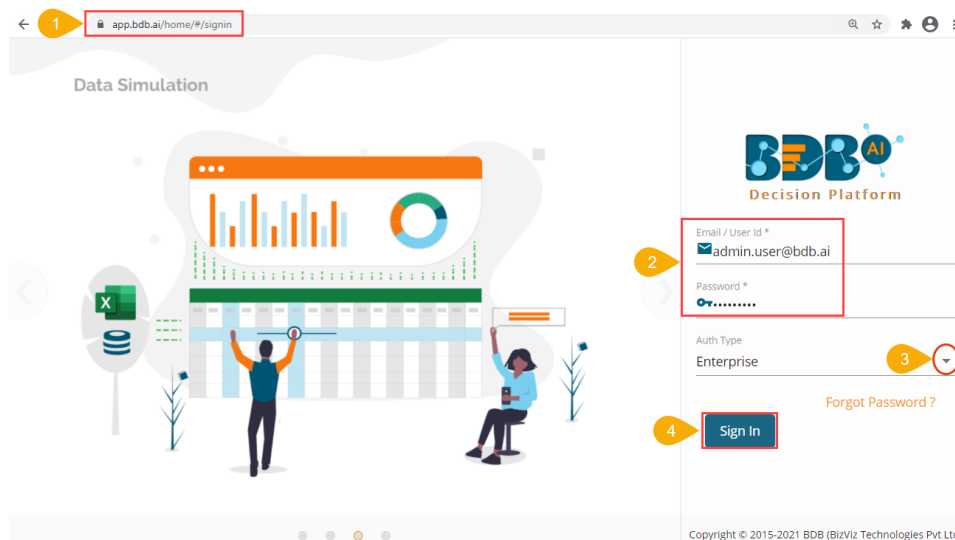 1
app.bdb.ai/home/#/signin
Data Simulation
BDB AI
Decision Platform
Email / User Id *
2
admin.user@bdb.ai
Password *
•••••••••
X
Auth Type
Enterprise
3
Forgot Password ?
4
Sign In
Copyright © 2015-2021 BDB (BizViz Technologies Pvt Ltd